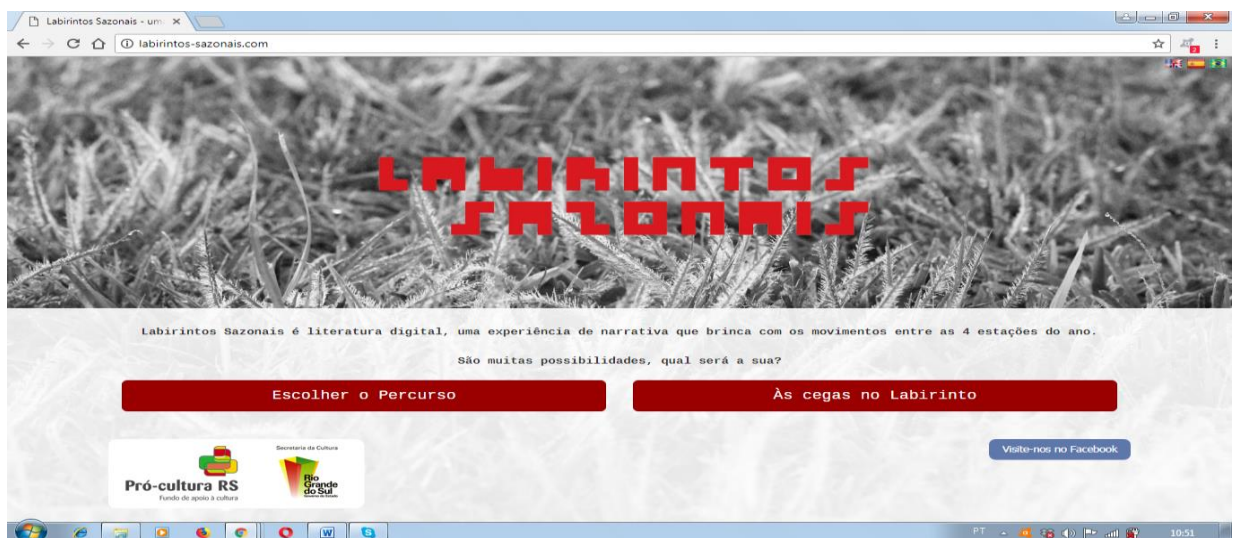 Labirintos Sazonais - um
labirintos-sazonais.com
2
LABIRINTOS
SAZONAIS
Labirintos Sazonais é literatura digital, uma experiência de narrativa que brinca com os movimentos entre as 4 estações do ano.
São muitas possibilidades, qual será a sua?
Escolher o Percurso
Às cegas no Labirinto
Secretaria da Cultura
Pró-cultura RS
Fundo de apoio à cultura
Rio
Grande
do Sul
Visite-nos no Facebook
W
S
PT
10:51